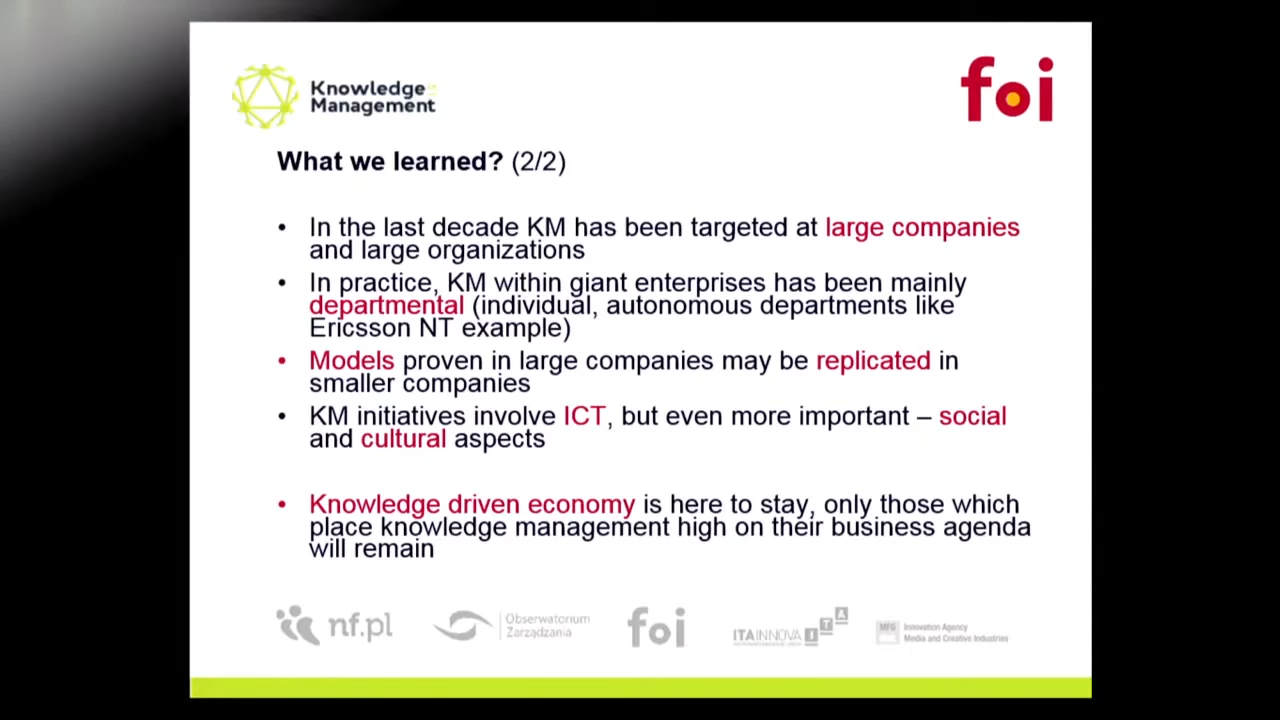 Knowledge
Management
foi
What we learned? (2/2)
• In the last decade KM has been targeted at large companies
and large organizations
• In practice, KM within giant enterprises has been mainly
departmental (individual, autonomous departments like
Ericsson NT example)
• Models proven in large companies may be replicated in
smaller companies
• KM initiatives involve ICT, but even more important – social
and cultural aspects
• Knowledge driven economy is here to stay, only those which
place knowledge management high on their business agenda
will remain
nf.pl
Obserwatorium
Zarządzania
foi
ITAINNOVA
I T A
MFG
Innovation Agency
Media and Creative Industries